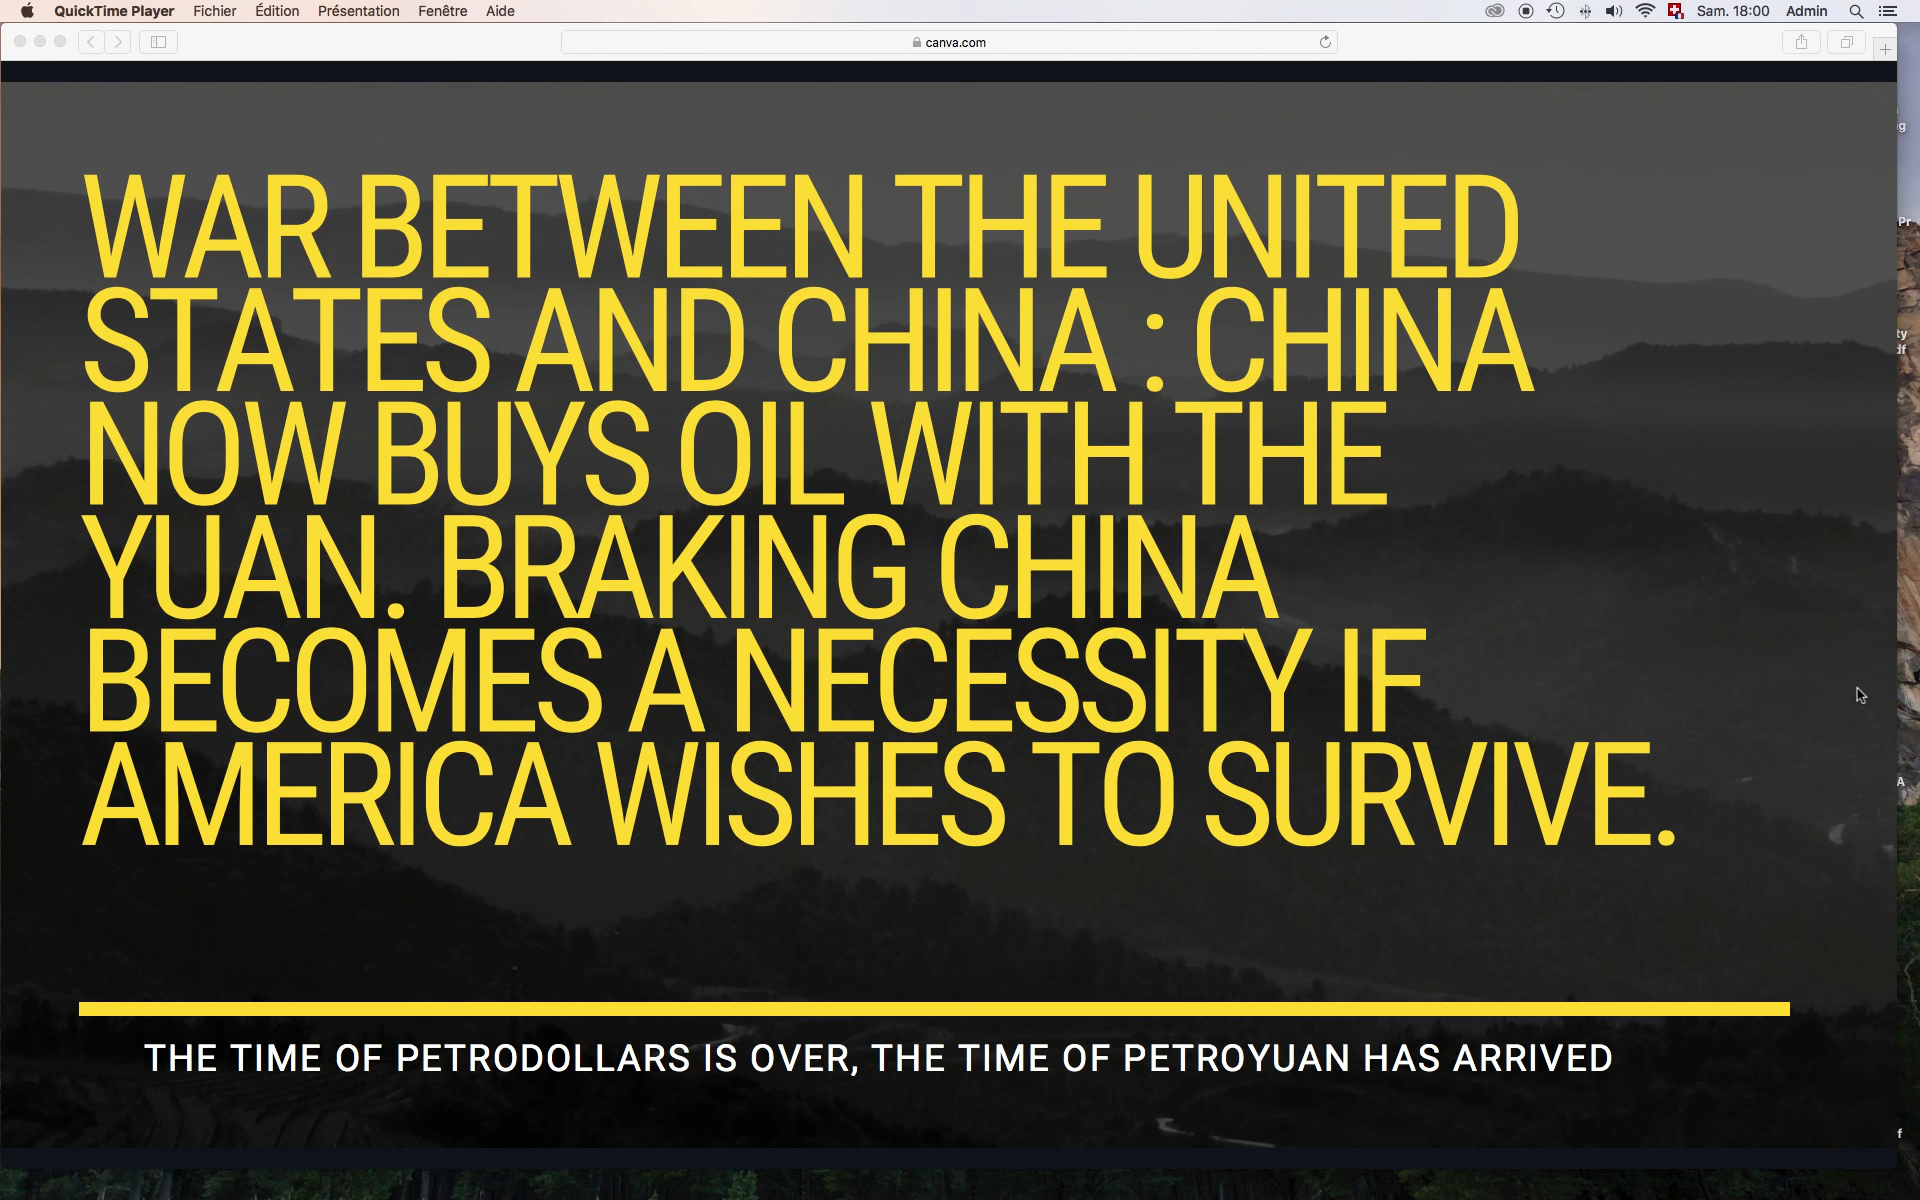 QuickTime Player Fichier Édition Présentation Fenêtre Aide Sam. 18:00 Admin
canva.com
WAR BETWEEN THE UNITED
STATES AND CHINA : CHINA
NOW BUYS OIL WITH THE
YUAN. BRAKING CHINA
BECOMES A NECESSITY IF
AMERICA WISHES TO SURVIVE.
THE TIME OF PETRODOLLARS IS OVER, THE TIME OF PETROYUAN HAS ARRIVED